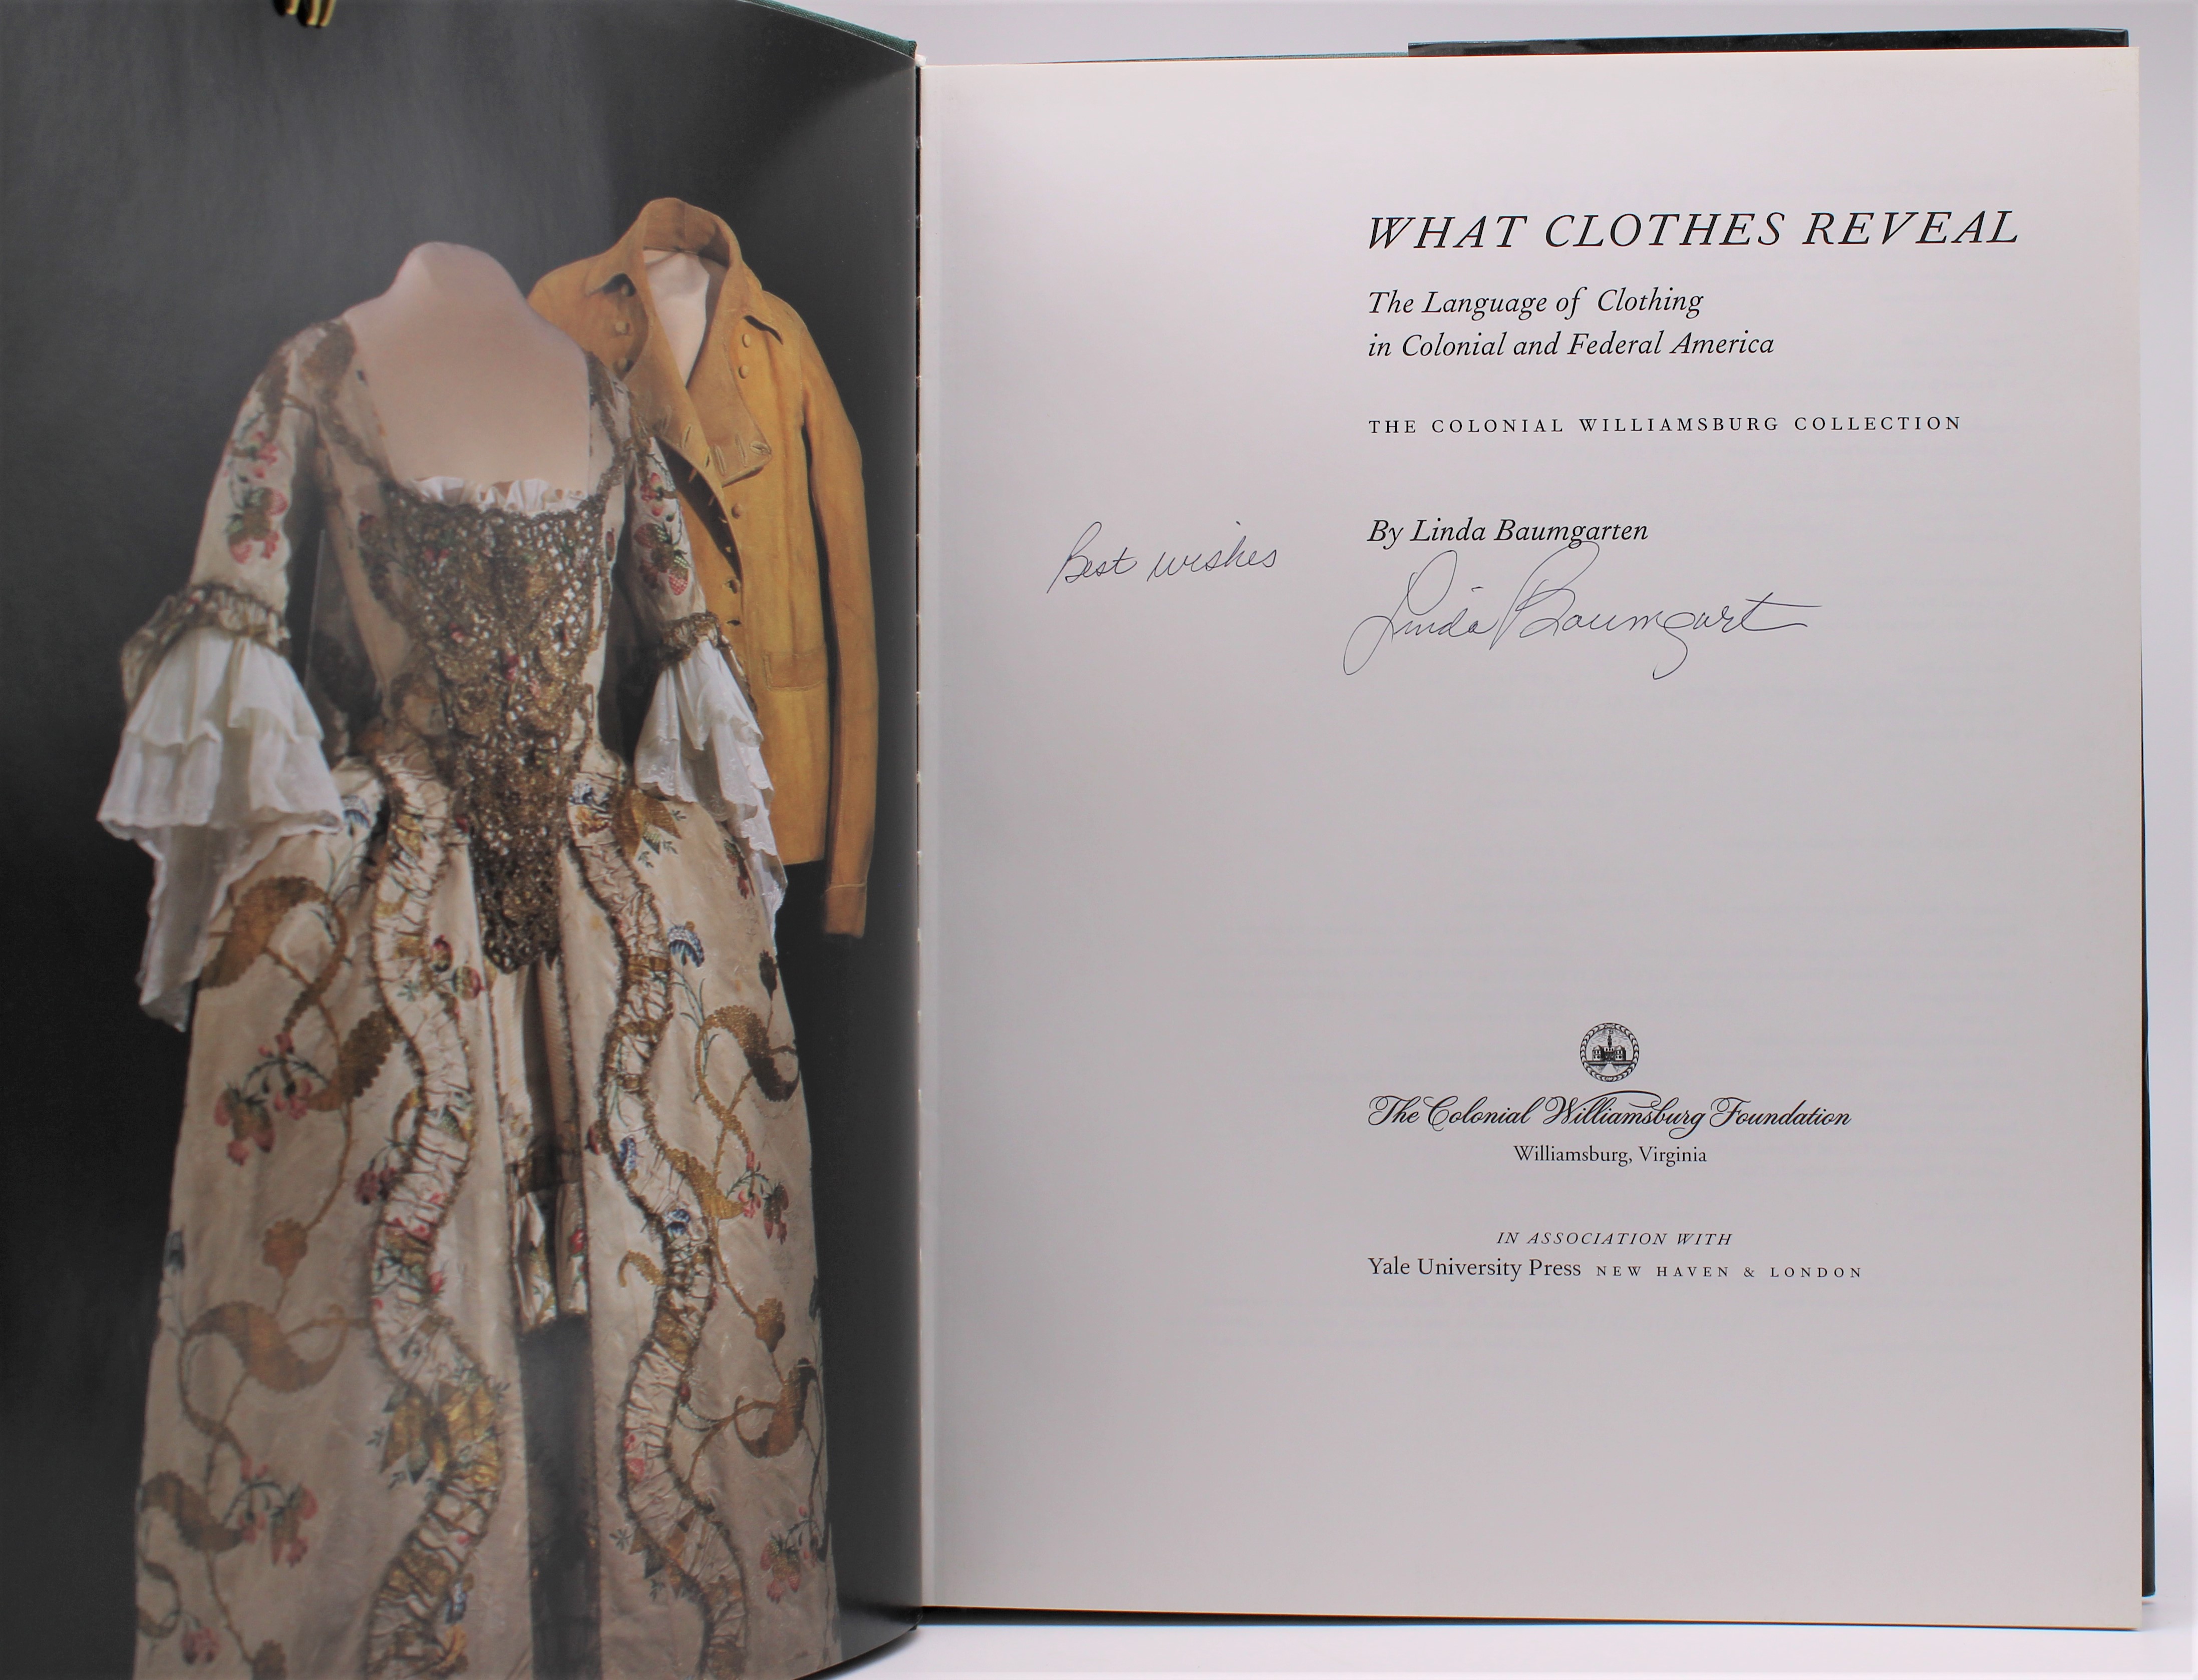 WHAT CLOTHES REVEAL
The Language of Clothing
in Colonial and Federal America
THE COLONIAL WILLIAMSBURG COLLECTION
By Linda Baumgarten
Best wishes
Linda Baumgart
The Colonial Williamsburg Foundation
Williamsburg, Virginia
IN ASSOCIATION WITH
Yale University Press NEW HAVEN & LONDON